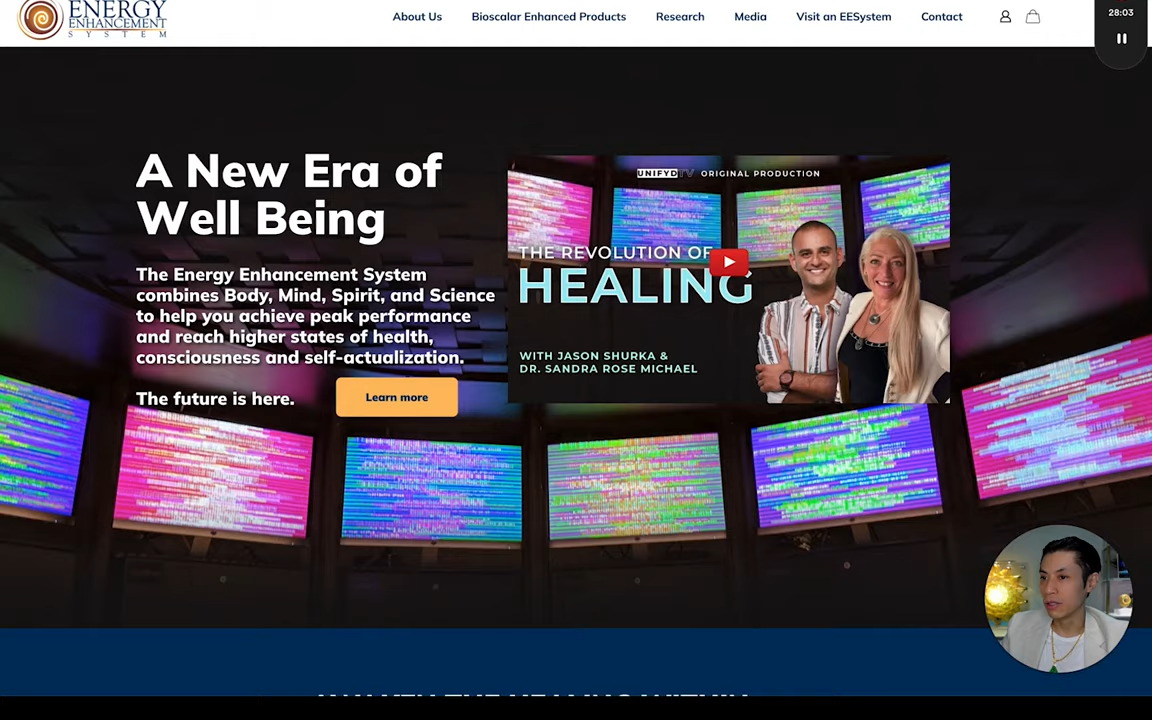 ENERGY
ENHANCEMENT
SYSTEM
About Us
Bioscalar Enhanced Products
Research
Media
Visit an EESystem
Contact
28:03
A New Era of
Well Being
The Energy Enhancement System
combines Body, Mind, Spirit, and Science
to help you achieve peak performance
and reach higher states of health,
consciousness and self-actualization.
The future is here.
Learn more
UNIFYDTV ORIGINAL PRODUCTION
THE REVOLUTION OF
HEALING
WITH JASON SHURKA &
DR. SANDRA ROSE MICHAEL